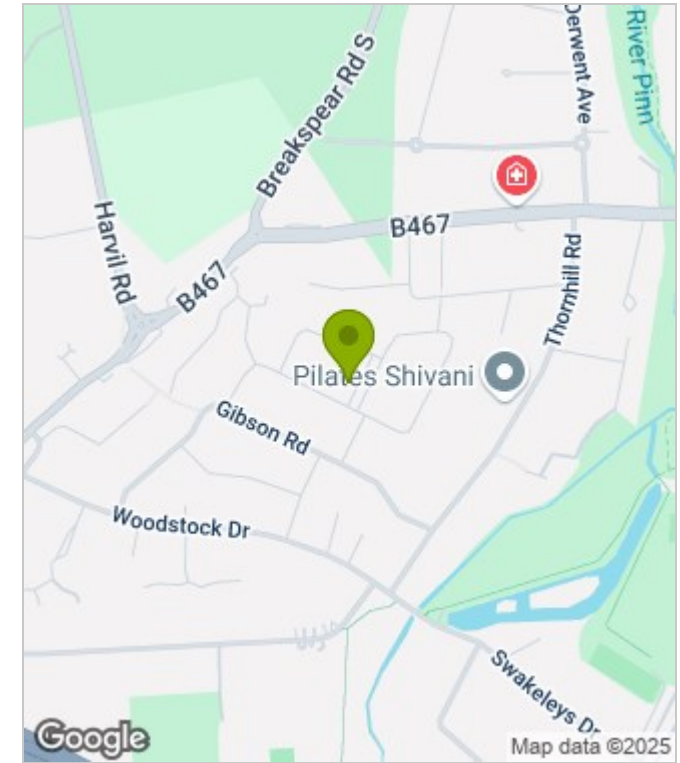 Derwent Ave
River Pinn
Breakspear Rd S
Harvil Rd
B467
B467
Thornhill Rd
Pilates Shivani
Gibson Rd
Woodstock Dr
Swakeleys Dr
Google
Map data ©2025